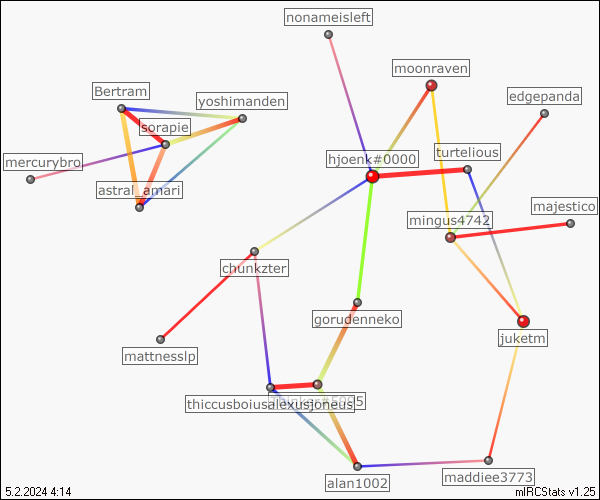 nonameisleft
moonraven
Bertram
yoshimanden
edgepanda
sorapie
turtelious
hjoenk#0000
mercurybro
astral_amari
majestico
mingus4742
chunkzter
gorudenneko
juketm
mattnesslp
thiccusboiusalexusjoneus
alan1002
maddiee3773
5.2.2024 4:14
mIRCStats v1.25